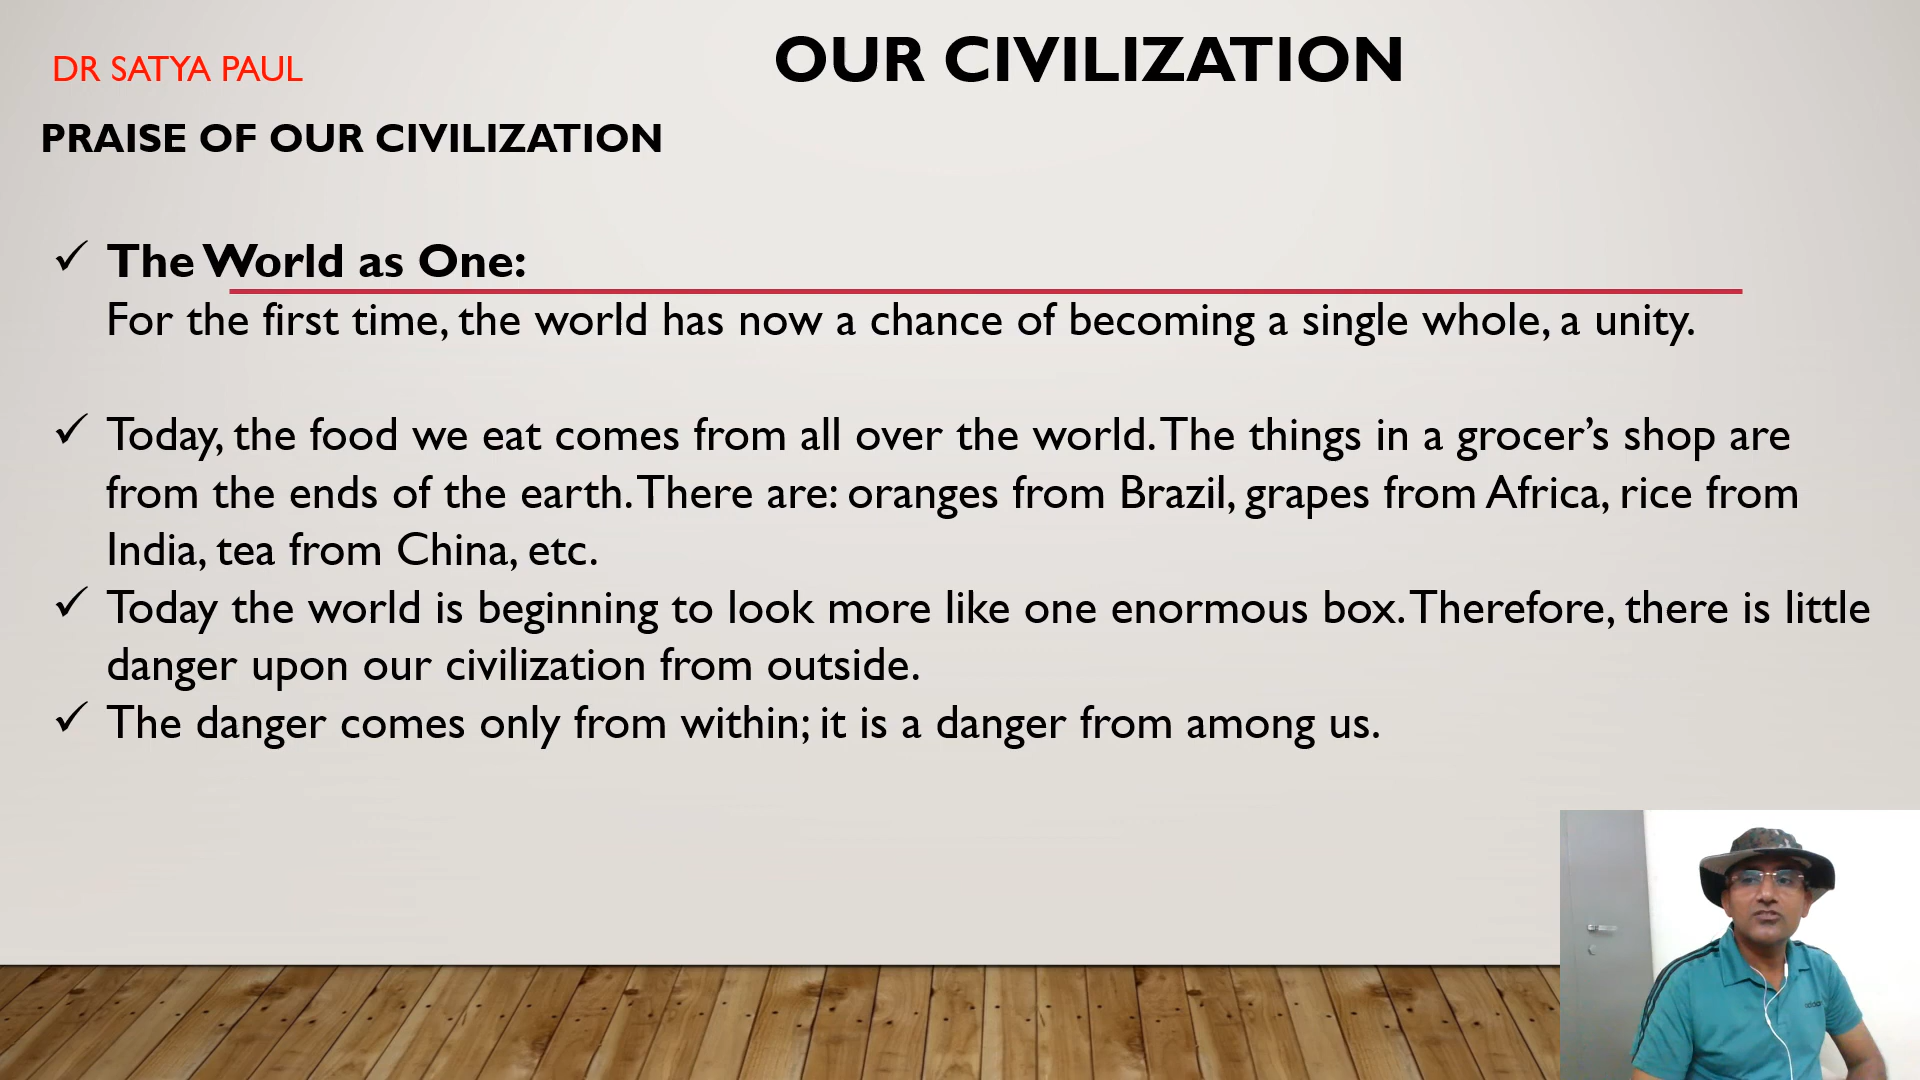 DR SATYA PAUL
OUR CIVILIZATION
PRAISE OF OUR CIVILIZATION
✓ The World as One:
For the first time, the world has now a chance of becoming a single whole, a unity.
✓ Today, the food we eat comes from all over the world. The things in a grocer’s shop are
from the ends of the earth. There are: oranges from Brazil, grapes from Africa, rice from
India, tea from China, etc.
✓ Today the world is beginning to look more like one enormous box. Therefore, there is little
danger upon our civilization from outside.
✓ The danger comes only from within; it is a danger from among us.